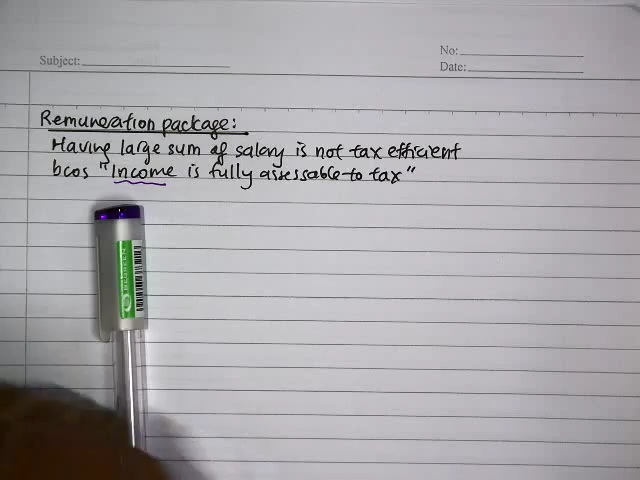 No:
Subject:
Date:
Remuneration package:
Having large sum of salary is not tax efficient
bcos "Income is fully assessable to tax"